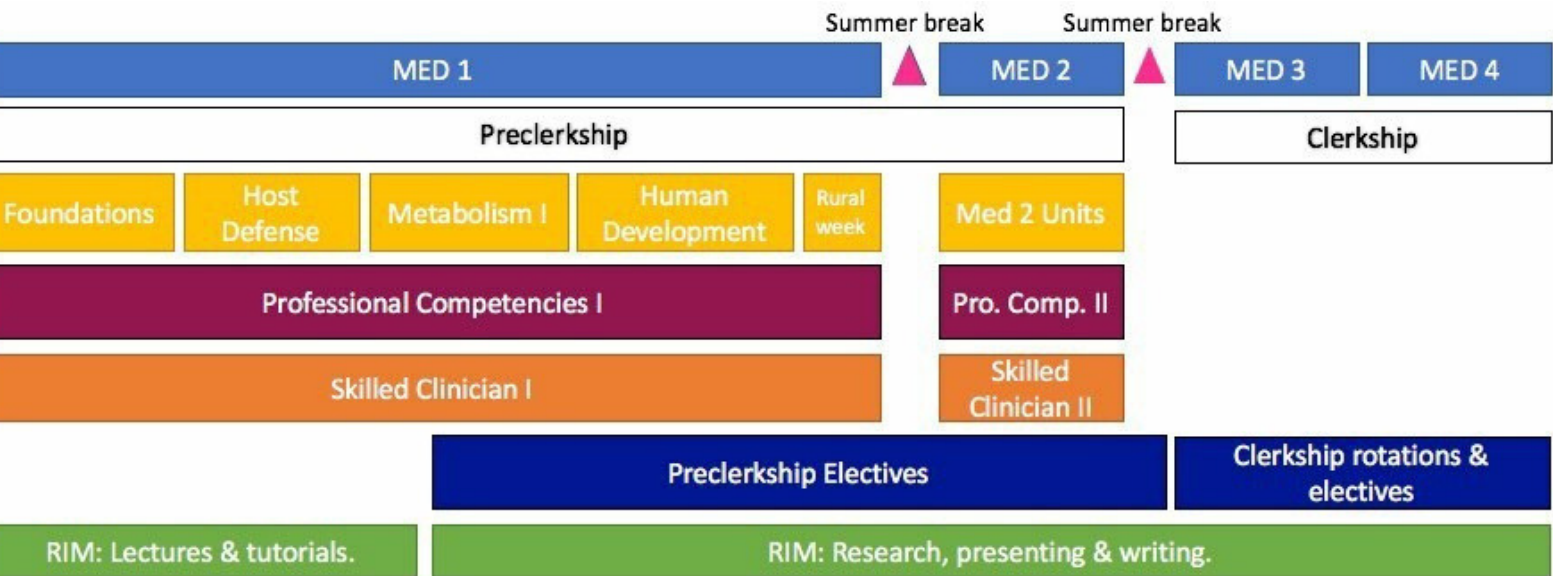 Summer break
Summer break
MED 1
MED 2
MED 3
MED 4
Preclerkship
Clerkship
Foundations
Host
Defense
Metabolism I
Human
Development
Rural
week
Med 2 Units
Professional Competencies I
Pro. Comp. II
Skilled Clinician I
Skilled
Clinician II
Preclerkship Electives
Clerkship rotations &
electives
RIM: Lectures & tutorials.
RIM: Research, presenting & writing.